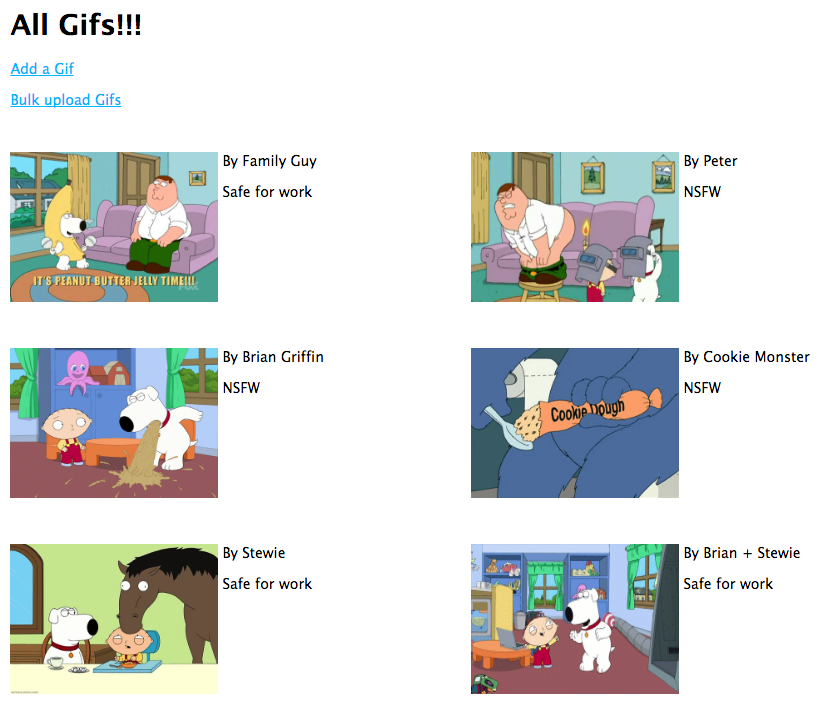 All Gifs!!!
Add a Gif
Bulk upload Gifs
By Family Guy
Safe for work
IT'S PEANUT BUTTER JELLY TIME!!!
FOX
By Peter
NSFW
By Brian Griffin
NSFW
By Cookie Monster
NSFW
Cookie Dough
By Stewie
Safe for work
By Brian + Stewie
Safe for work